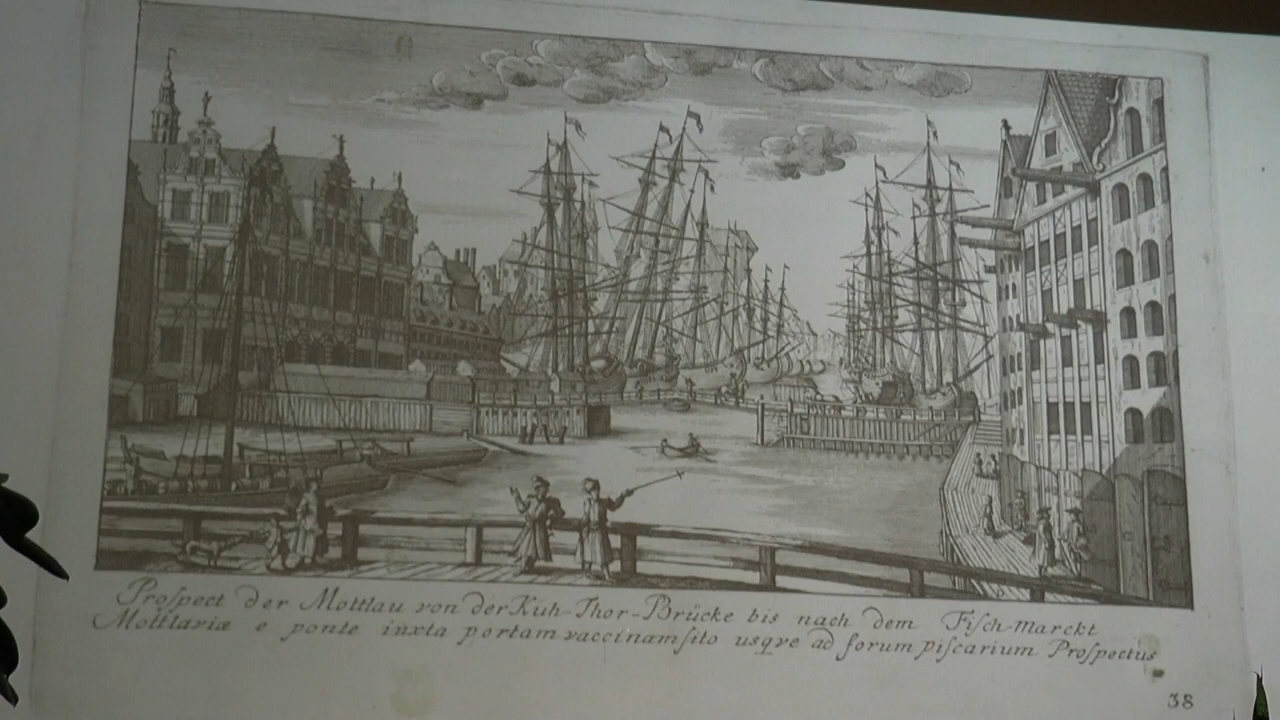 Proſpect der Mottlau von der Küh-Thor-Brücke bis nach dem Fiſch-Marckt
Mottlaviæ e ponte iuxta portam vaccinam ſito usqve ad forum piſcarium Proſpectus
38